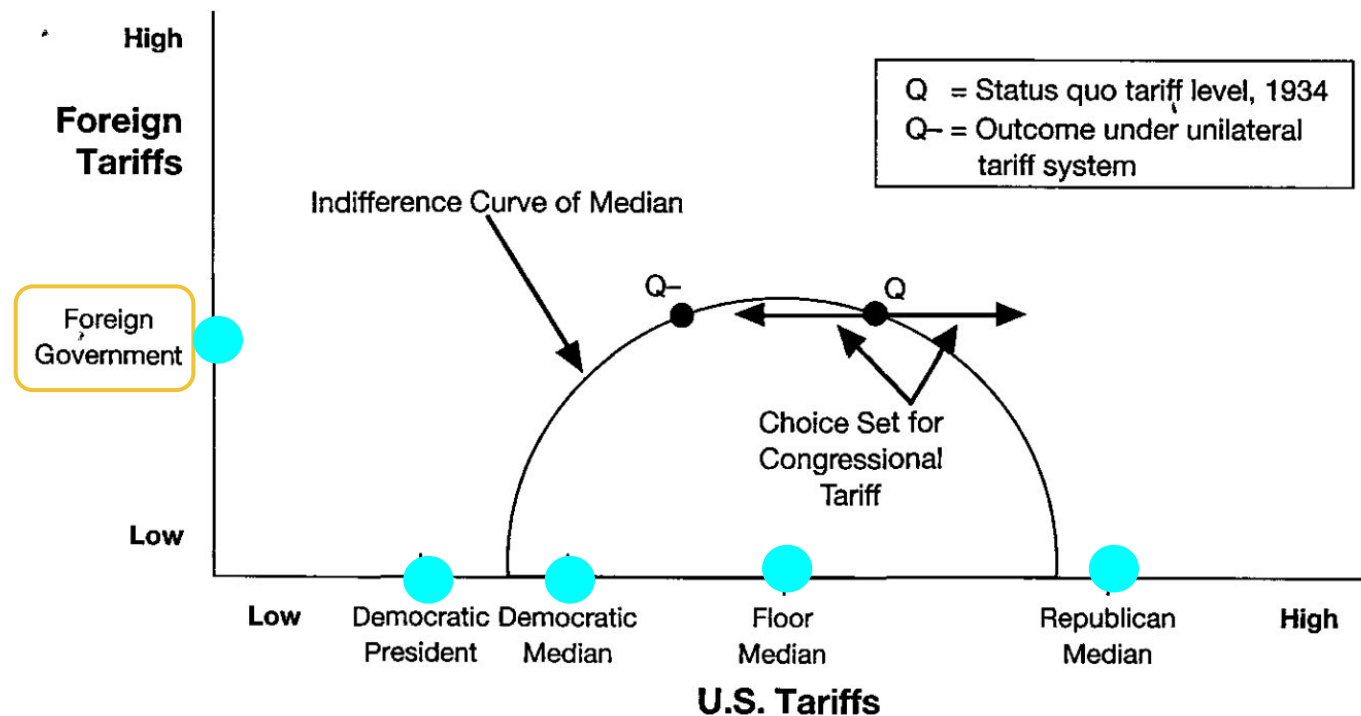 High
Foreign
Tariffs
Q = Status quo tariff level, 1934
Q– = Outcome under unilateral
tariff system
Indifference Curve of Median
Q–
Q
Foreign
Government
Choice Set for
Congressional
Tariff
Low
Low
Democratic
President
Democratic
Median
Floor
Median
Republican
Median
High
U.S. Tariffs